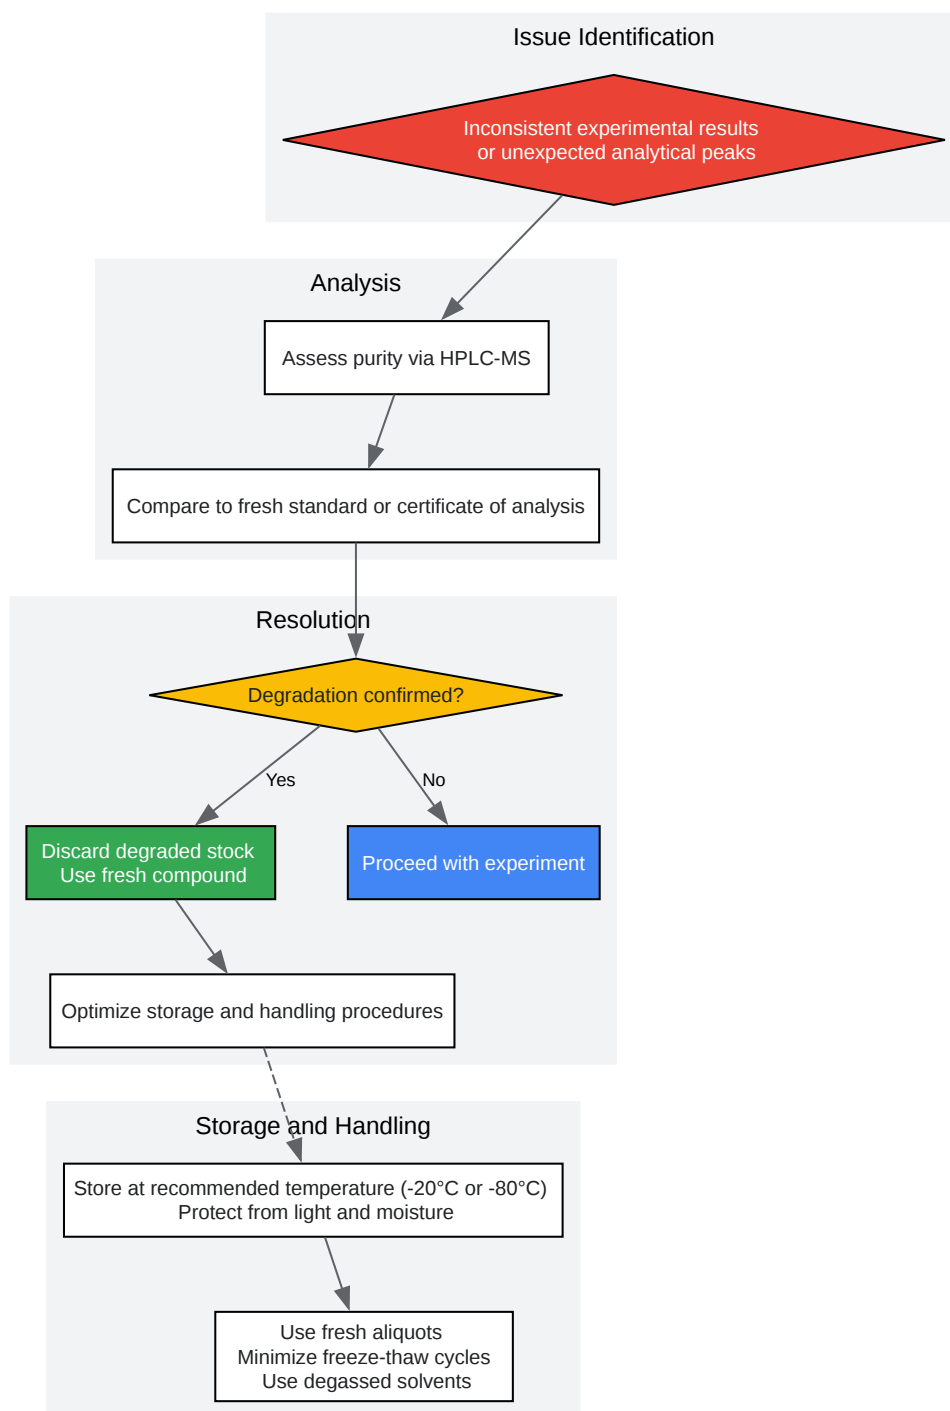 Issue Identification
Inconsistent experimental results
or unexpected analytical peaks
Analysis
Assess purity via HPLC-MS
Compare to fresh standard or certificate of analysis
Resolution
Degradation confirmed?
Yes
No
Discard degraded stock
Use fresh compound
Proceed with experiment
Optimize storage and handling procedures
Storage and Handling
Store at recommended temperature (-20°C or -80°C)
Protect from light and moisture
Use fresh aliquots
Minimize freeze-thaw cycles
Use degassed solvents